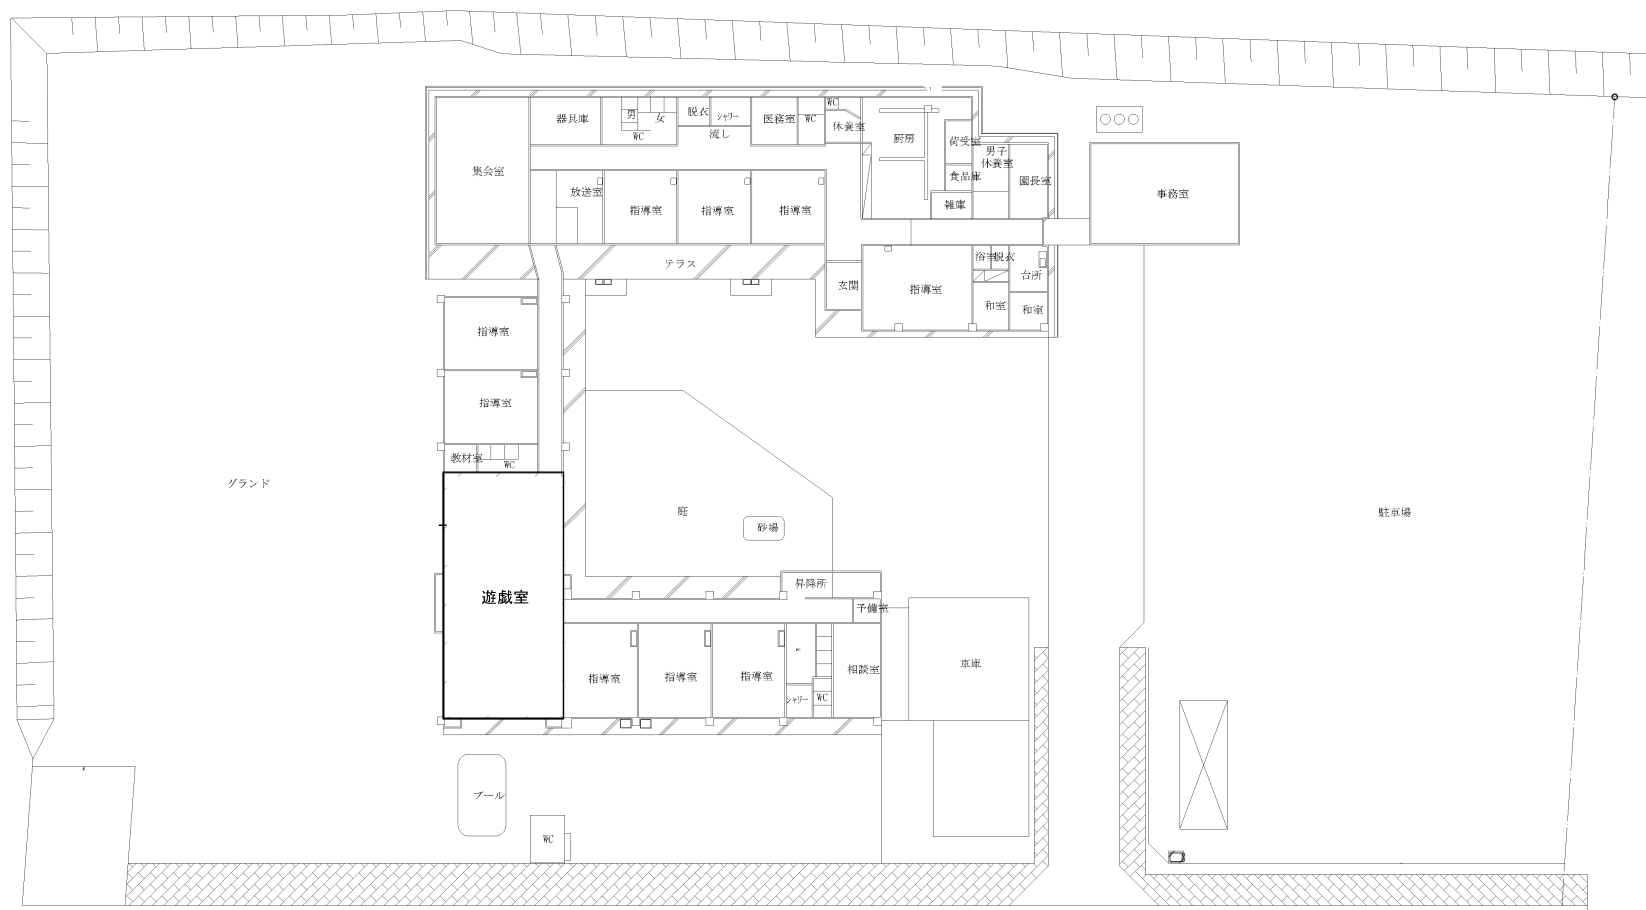 器具庫
男
女
WC
脱衣
シャワー
流し
医務室
WC
WC
休養室
厨房
荷受室
男子
休養室
食品庫
園長室
雑庫
事務室
集会室
放送室
指導室
指導室
指導室
テラス
玄関
指導室
浴室
脱衣
台所
和室
和室
指導室
指導室
教材室
WC
グランド
庭
砂場
駐車場
遊戯室
昇降所
予備室
指導室
指導室
指導室
シャワー
WC
相談室
車庫
プール
WC